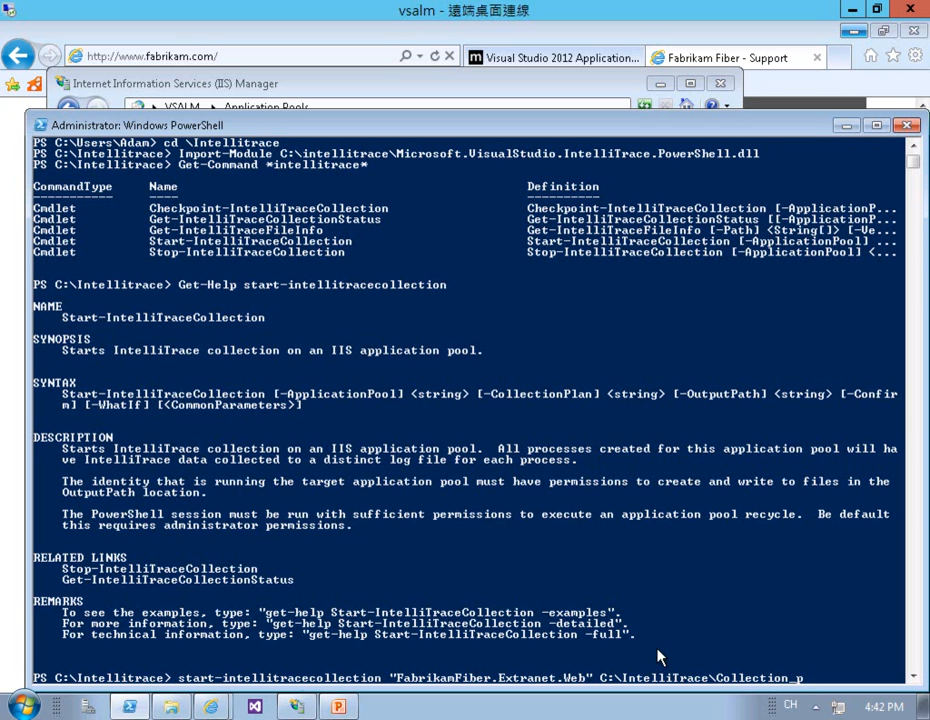 vsalm - 遠端桌面連線
http://www.fabrikam.com/
Visual Studio 2012 Application...
Fabrikam Fiber - Support
Internet Information Services (IIS) Manager
VSALM
Application Pools
Administrator: Windows PowerShell
PS C:\Users\Adam> cd \Intellitrace
PS C:\Intellitrace> Import-Module C:\intellitrace\Microsoft.VisualStudio.IntelliTrace.PowerShell.dll
PS C:\Intellitrace> Get-Command *intellitrace*
CommandType Name Definition
----------- ---- ----------
Cmdlet Checkpoint-IntelliTraceCollection Checkpoint-IntelliTraceCollection [-ApplicationP...
Cmdlet Get-IntelliTraceCollectionStatus Get-IntelliTraceCollectionStatus [[-ApplicationP...
Cmdlet Get-IntelliTraceFileInfo Get-IntelliTraceFileInfo [-Path] <String[]> [-Ve...
Cmdlet Start-IntelliTraceCollection Start-IntelliTraceCollection [-ApplicationPool] ...
Cmdlet Stop-IntelliTraceCollection Stop-IntelliTraceCollection [-ApplicationPool] <...
PS C:\Intellitrace> Get-Help start-intellitracecollection
NAME
Start-IntelliTraceCollection
SYNOPSIS
Starts IntelliTrace collection on an IIS application pool.
SYNTAX
Start-IntelliTraceCollection [-ApplicationPool] <string> [-CollectionPlan] <string> [-OutputPath] <string> [-Confir
m] [-WhatIf] [<CommonParameters>]
DESCRIPTION
Starts IntelliTrace collection on an IIS application pool. All processes created for this application pool will ha
ve IntelliTrace data collected to a distinct log file for each process.
The identity that is running the target application pool must have permissions to create and write to files in the
OutputPath location.
The PowerShell session must be run with sufficient permissions to execute an application pool recycle. Be default
this requires administrator permissions.
RELATED LINKS
Stop-IntelliTraceCollection
Get-IntelliTraceCollectionStatus
REMARKS
To see the examples, type: "get-help Start-IntelliTraceCollection -examples".
For more information, type: "get-help Start-IntelliTraceCollection -detailed".
For technical information, type: "get-help Start-IntelliTraceCollection -full".
PS C:\Intellitrace> start-intellitracecollection "FabrikamFiber.Extranet.Web" C:\IntelliTrace\Collection_p
CH
4:42 PM